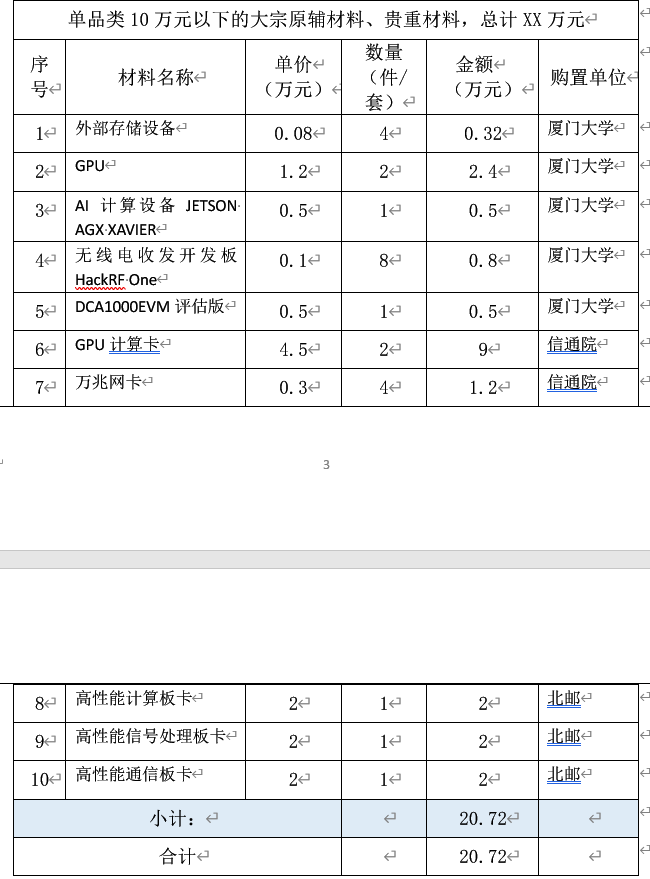 单品类10万元以下的大宗原辅材料、贵重材料，总计XX万元
序号 材料名称 单价（万元） 数量（件/套） 金额（万元） 购置单位
1 外部存储设备 0.08 4 0.32 厦门大学
2 GPU 1.2 2 2.4 厦门大学
3 AI 计算设备 JETSON AGX XAVIER 0.5 1 0.5 厦门大学
4 无线电收发开发板 HackRF One 0.1 8 0.8 厦门大学
5 DCA1000EVM 评估版 0.5 1 0.5 厦门大学
6 GPU 计算卡 4.5 2 9 信通院
7 万兆网卡 0.3 4 1.2 信通院
3
8 高性能计算板卡 2 1 2 北邮
9 高性能信号处理板卡 2 1 2 北邮
10 高性能通信板卡 2 1 2 北邮
小计： 20.72
合计 20.72